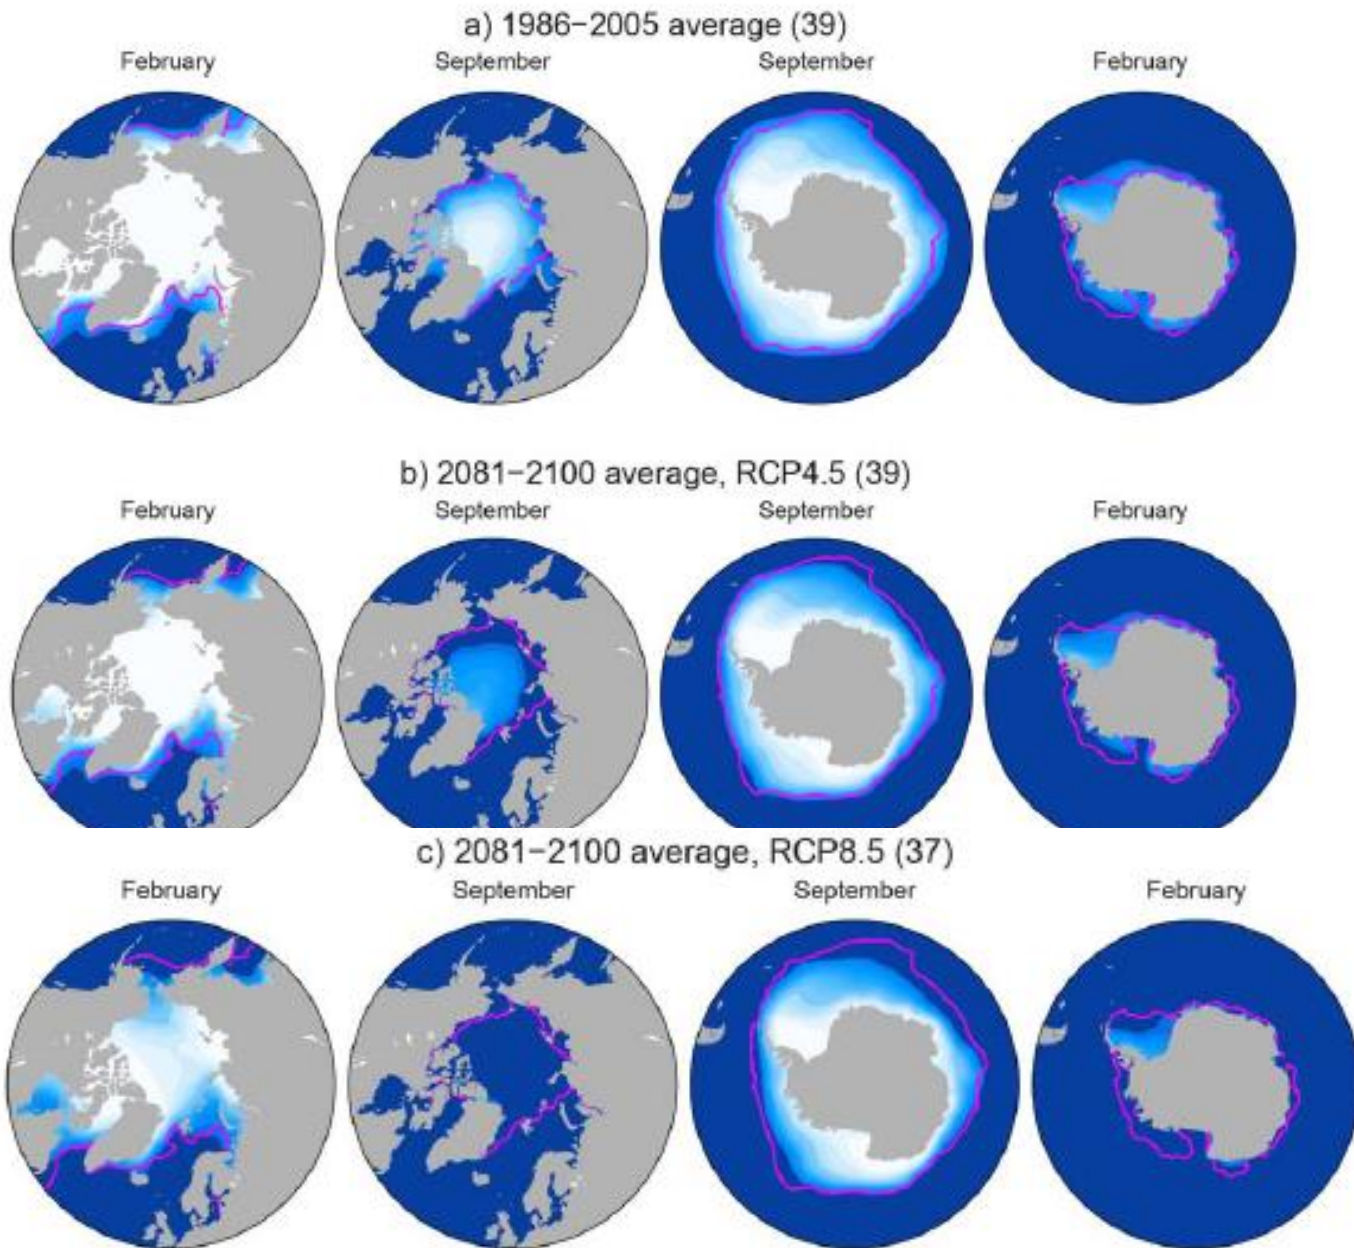 a) 1986−2005 average (39)
February September September February
b) 2081−2100 average, RCP4.5 (39)
February September September February
c) 2081−2100 average, RCP8.5 (37)
February September September February